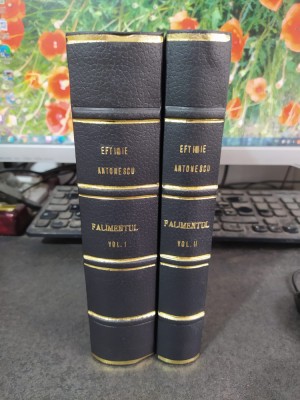 EFTIMIE
ANTONESCU
FALIMENTUL
VOL. I
EFTIMIE
ANTONESCU
FALIMENTUL
VOL. II